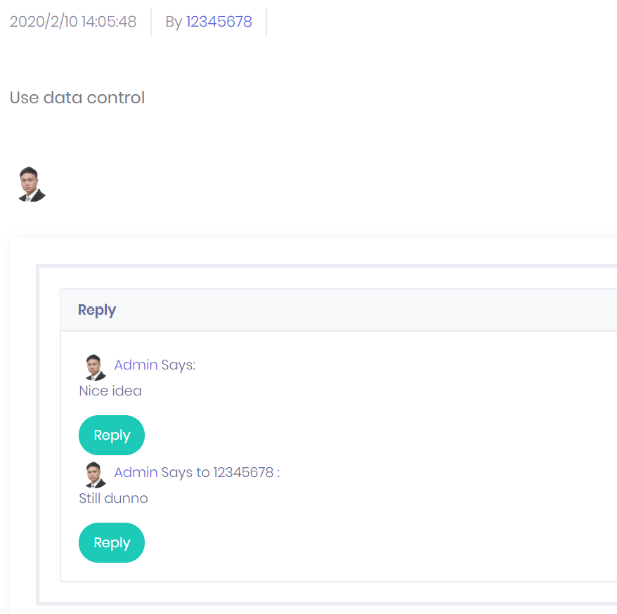 2020/2/10 14:05:48 By 12345678
Use data control
Reply
Admin Says:
Nice idea
Reply
Admin Says to 12345678 :
Still dunno
Reply